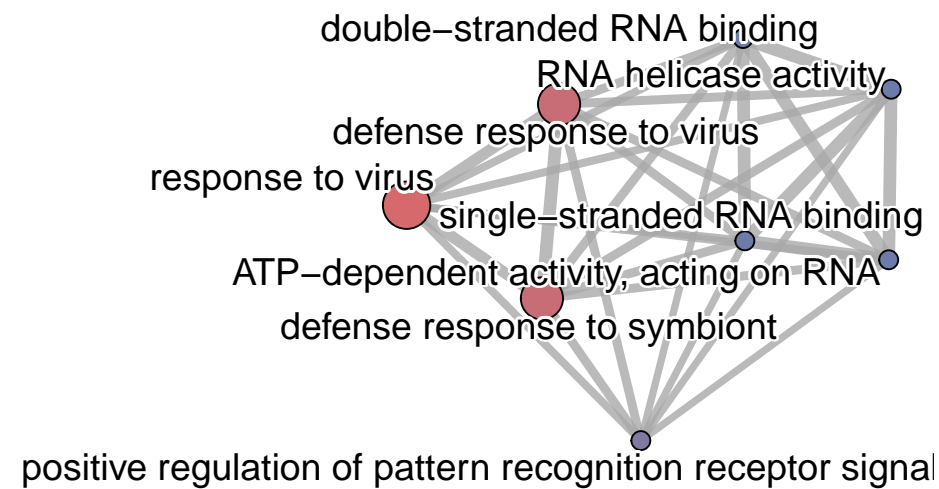 double−stranded RNA binding
RNA helicase activity
defense response to virus
response to virus
single−stranded RNA binding
ATP−dependent activity, acting on RNA
defense response to symbiont
positive regulation of pattern recognition receptor signal